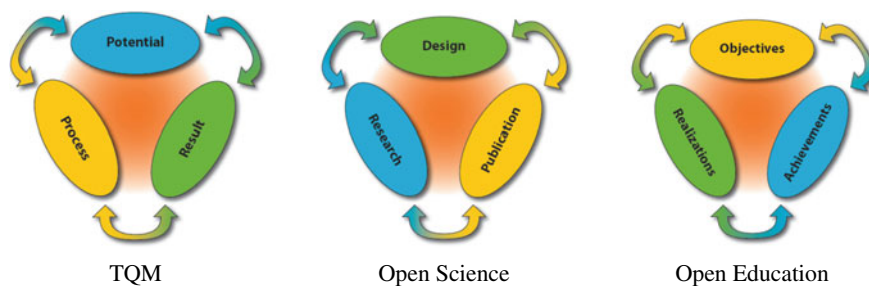 Potential
Process
Result
TQM
Design
Research
Publication
Open Science
Objectives
Realizations
Achievements
Open Education